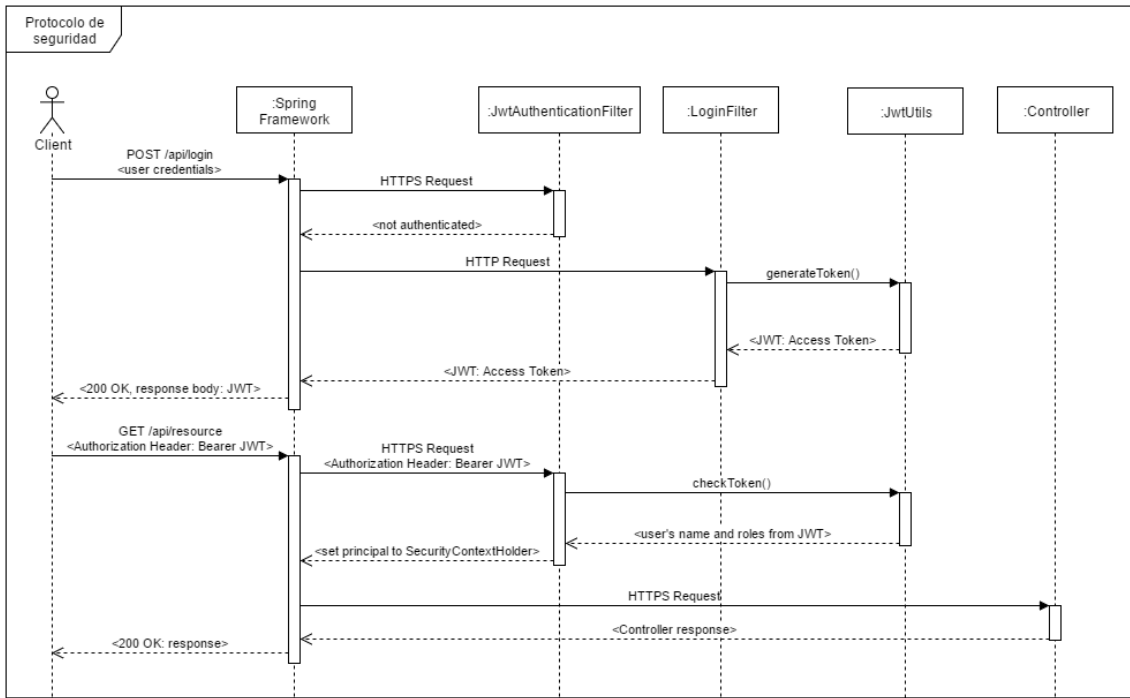 Protocolo de
seguridad
:Spring
Framework
:JwtAuthenticationFilter
:LoginFilter
:JwtUtils
:Controller
Client
POST /api/login
<user credentials>
HTTPS Request
<not authenticated>
HTTP Request
generateToken()
<JWT: Access Token>
<JWT: Access Token>
<200 OK, response body: JWT>
GET /api/resource
<Authorization Header: Bearer JWT>
HTTPS Request
<Authorization Header: Bearer JWT>
checkToken()
<user's name and roles from JWT>
<set principal to SecurityContextHolder>
HTTPS Request
<Controller response>
<200 OK: response>